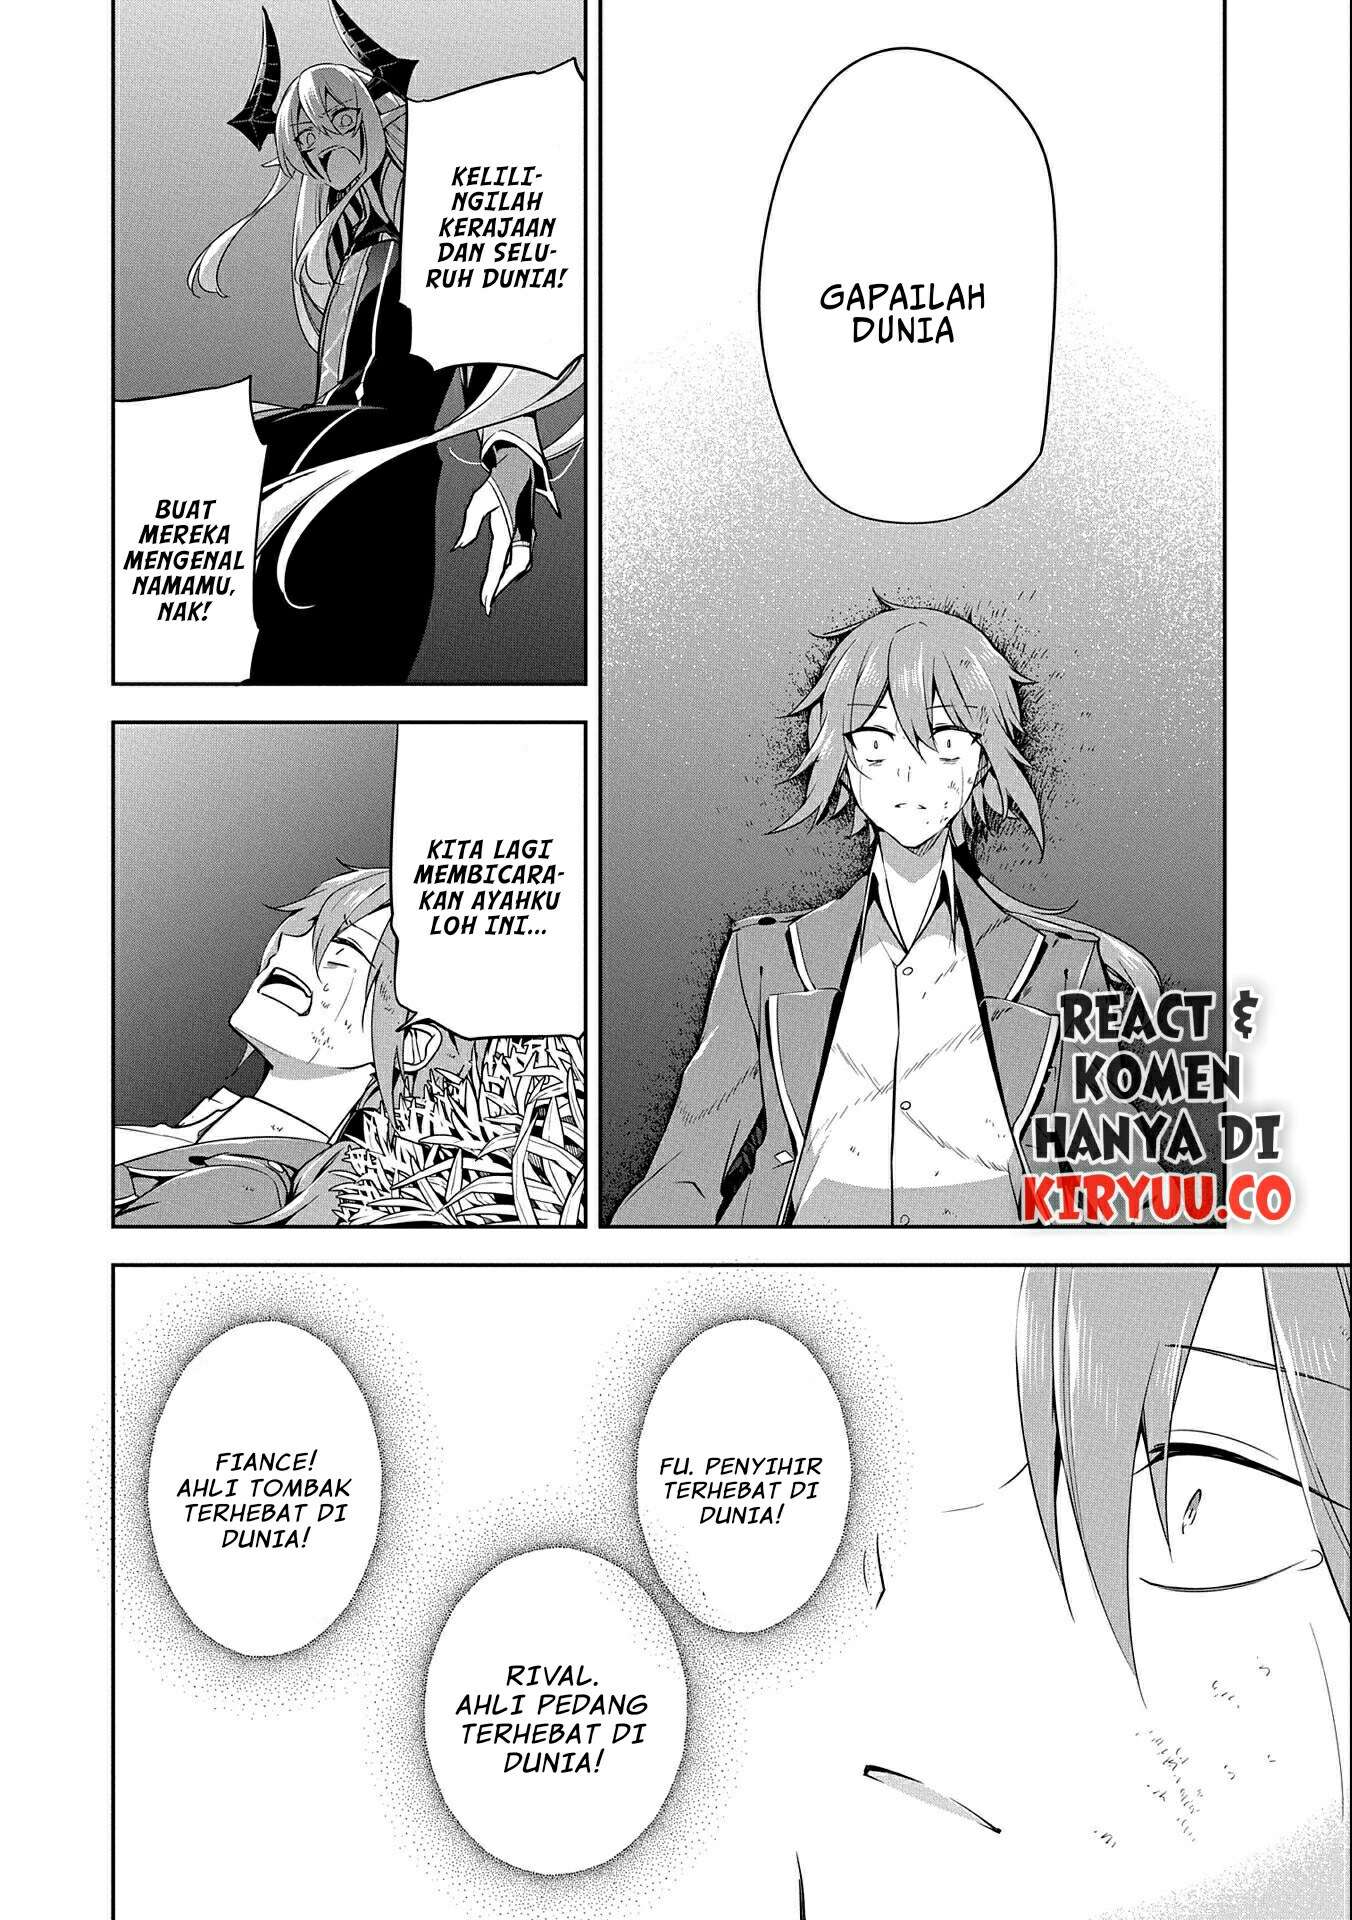 GAPAILAH
DUNIA
KELILI-
NGILAH
KERAJAAN
DAN SELU-
RUH DUNIA!
BUAT
MEREKA
MENGENAL
NAMAMU,
NAK!
KITA LAGI
MEMBICARA-
KAN AYAHKU
LOH INI...
REACT &
KOMEN
HANYA DI
KIRYUU.CO
FU. PENYIHIR
TERHEBAT DI
DUNIA!
RIVAL.
AHLI PEDANG
TERHEBAT DI
DUNIA!
FIANCE!
AHLI TOMBAK
TERHEBAT DI
DUNIA!